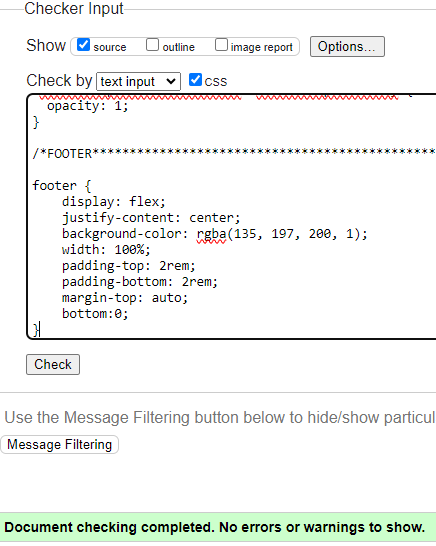 Checker Input
Show source outline image report Options...
Check by text input css
opacity: 1;
}
/*FOOTER***********************************************
footer {
display: flex;
justify-content: center;
background-color: rgba(135, 197, 200, 1);
width: 100%;
padding-top: 2rem;
padding-bottom: 2rem;
margin-top: auto;
bottom:0;
}
Check
Use the Message Filtering button below to hide/show particul
Message Filtering
Document checking completed. No errors or warnings to show.